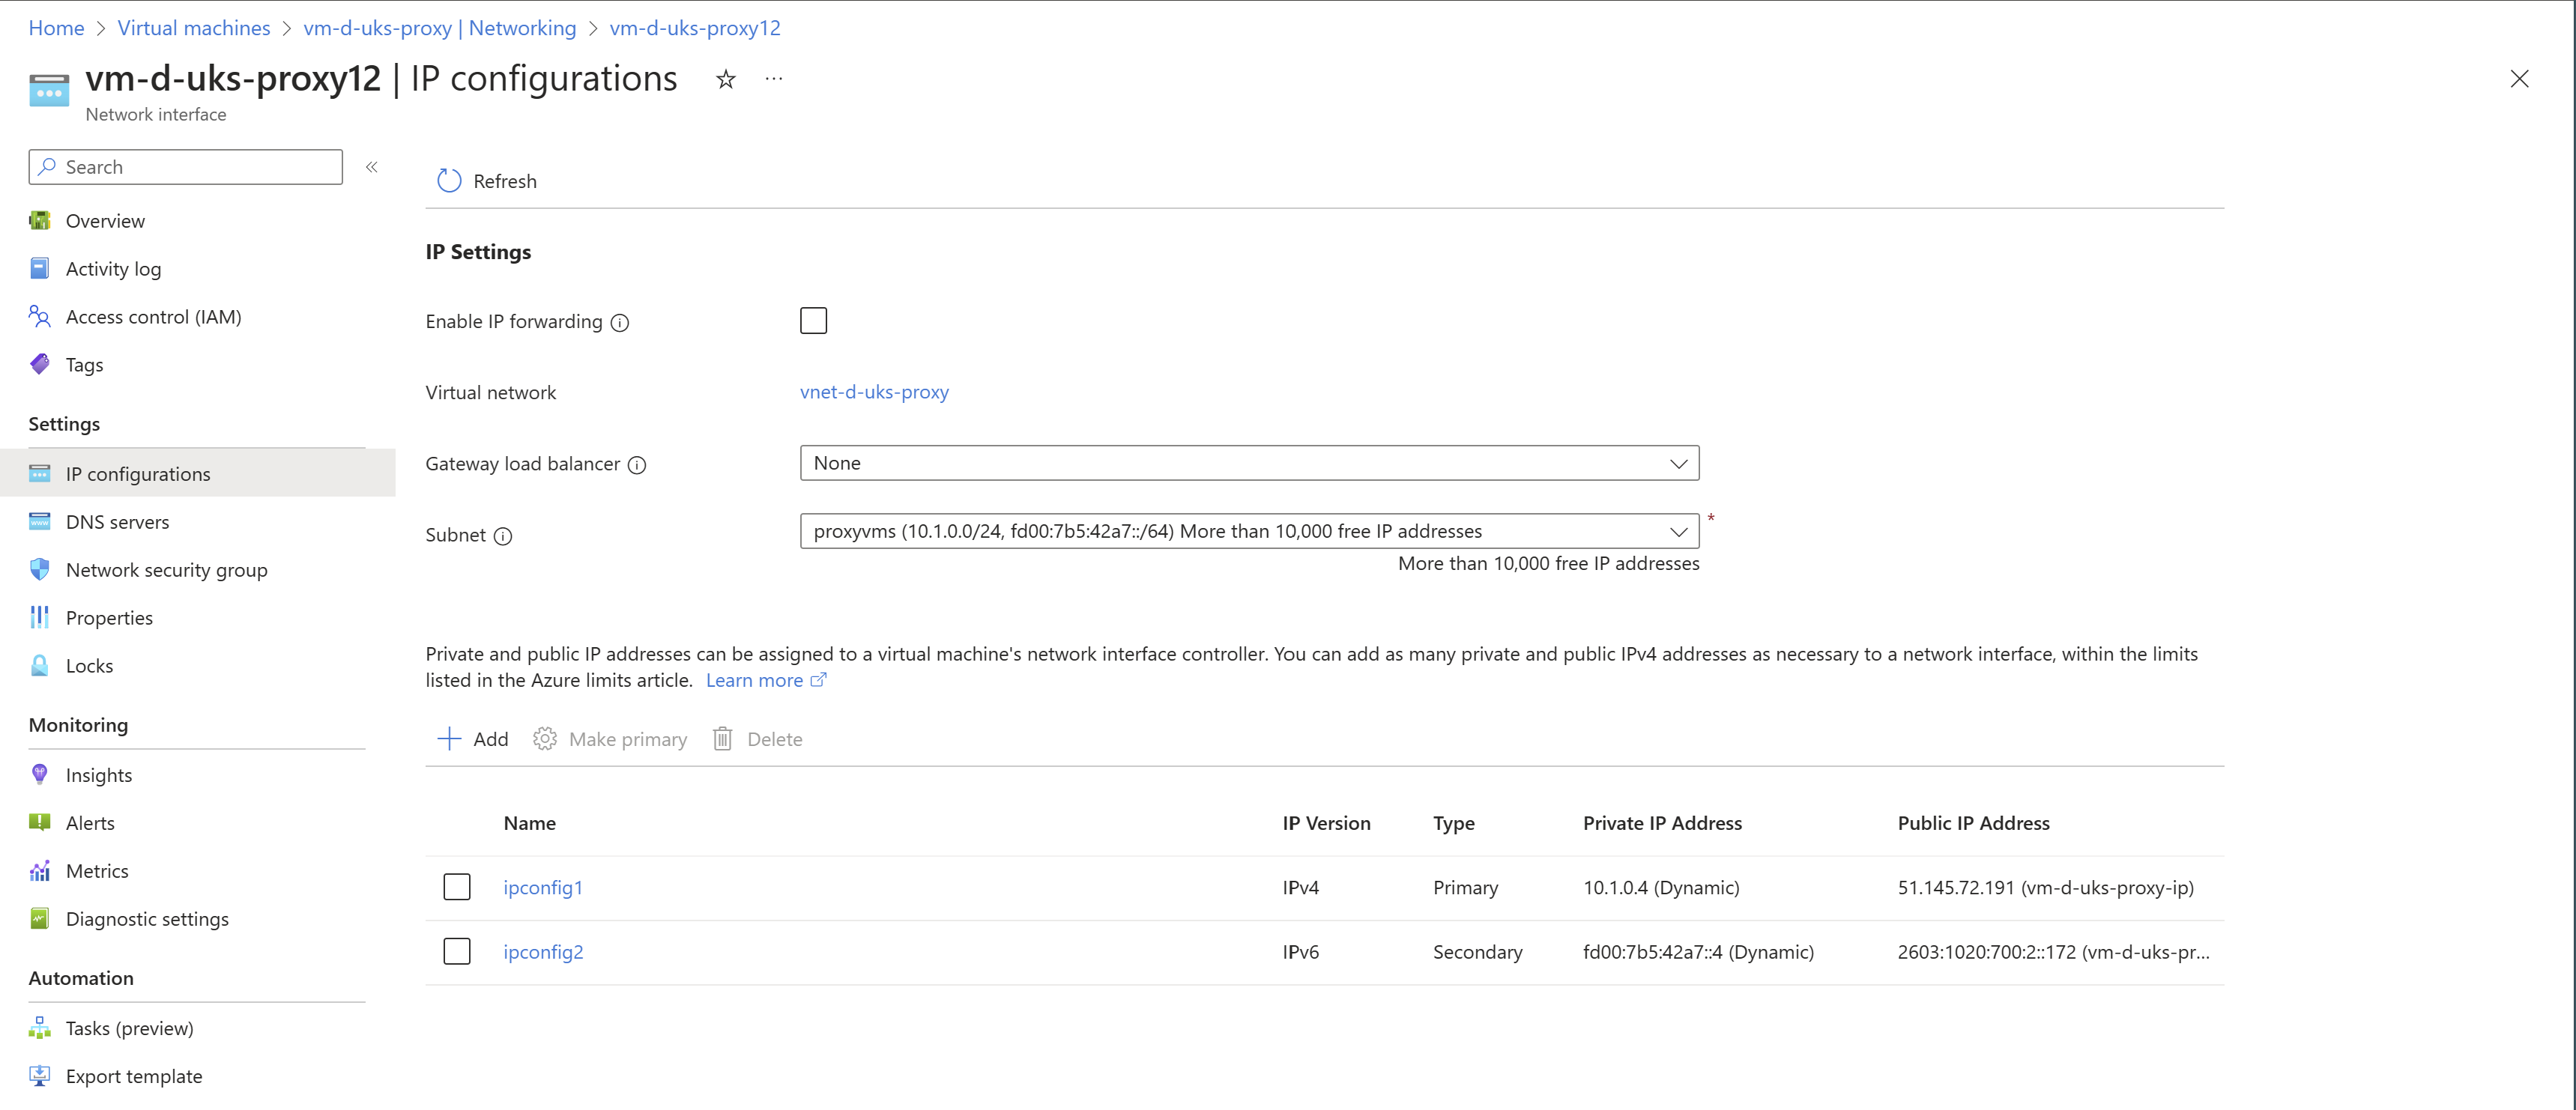 Home > Virtual machines > vm-d-uks-proxy | Networking > vm-d-uks-proxy12
vm-d-uks-proxy12 | IP configurations
Network interface
Search
Overview
Activity log
Access control (IAM)
Tags
Settings
IP configurations
DNS servers
Network security group
Properties
Locks
Monitoring
Insights
Alerts
Metrics
Diagnostic settings
Automation
Tasks (preview)
Export template
Refresh
IP Settings
Enable IP forwarding
Virtual network vnet-d-uks-proxy
Gateway load balancer None
Subnet proxyvms (10.1.0.0/24, fd00:7b5:42a7::/64) More than 10,000 free IP addresses *
More than 10,000 free IP addresses
Private and public IP addresses can be assigned to a virtual machine's network interface controller. You can add as many private and public IPv4 addresses as necessary to a network interface, within the limits
listed in the Azure limits article. Learn more
Add Make primary Delete
Name IP Version Type Private IP Address Public IP Address
ipconfig1 IPv4 Primary 10.1.0.4 (Dynamic) 51.145.72.191 (vm-d-uks-proxy-ip)
ipconfig2 IPv6 Secondary fd00:7b5:42a7::4 (Dynamic) 2603:1020:700:2::172 (vm-d-uks-pr...